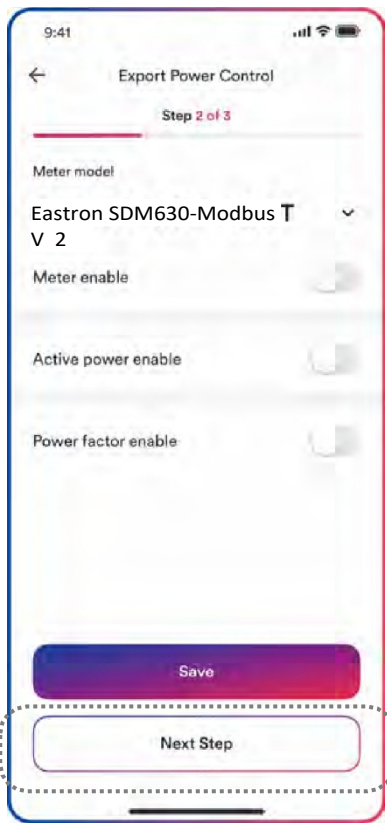 9:41
Export Power Control
Step 2 of 3
Meter model
Eastron SDM630-Modbus T
V 2
Meter enable
Active power enable
Power factor enable
Save
Next Step